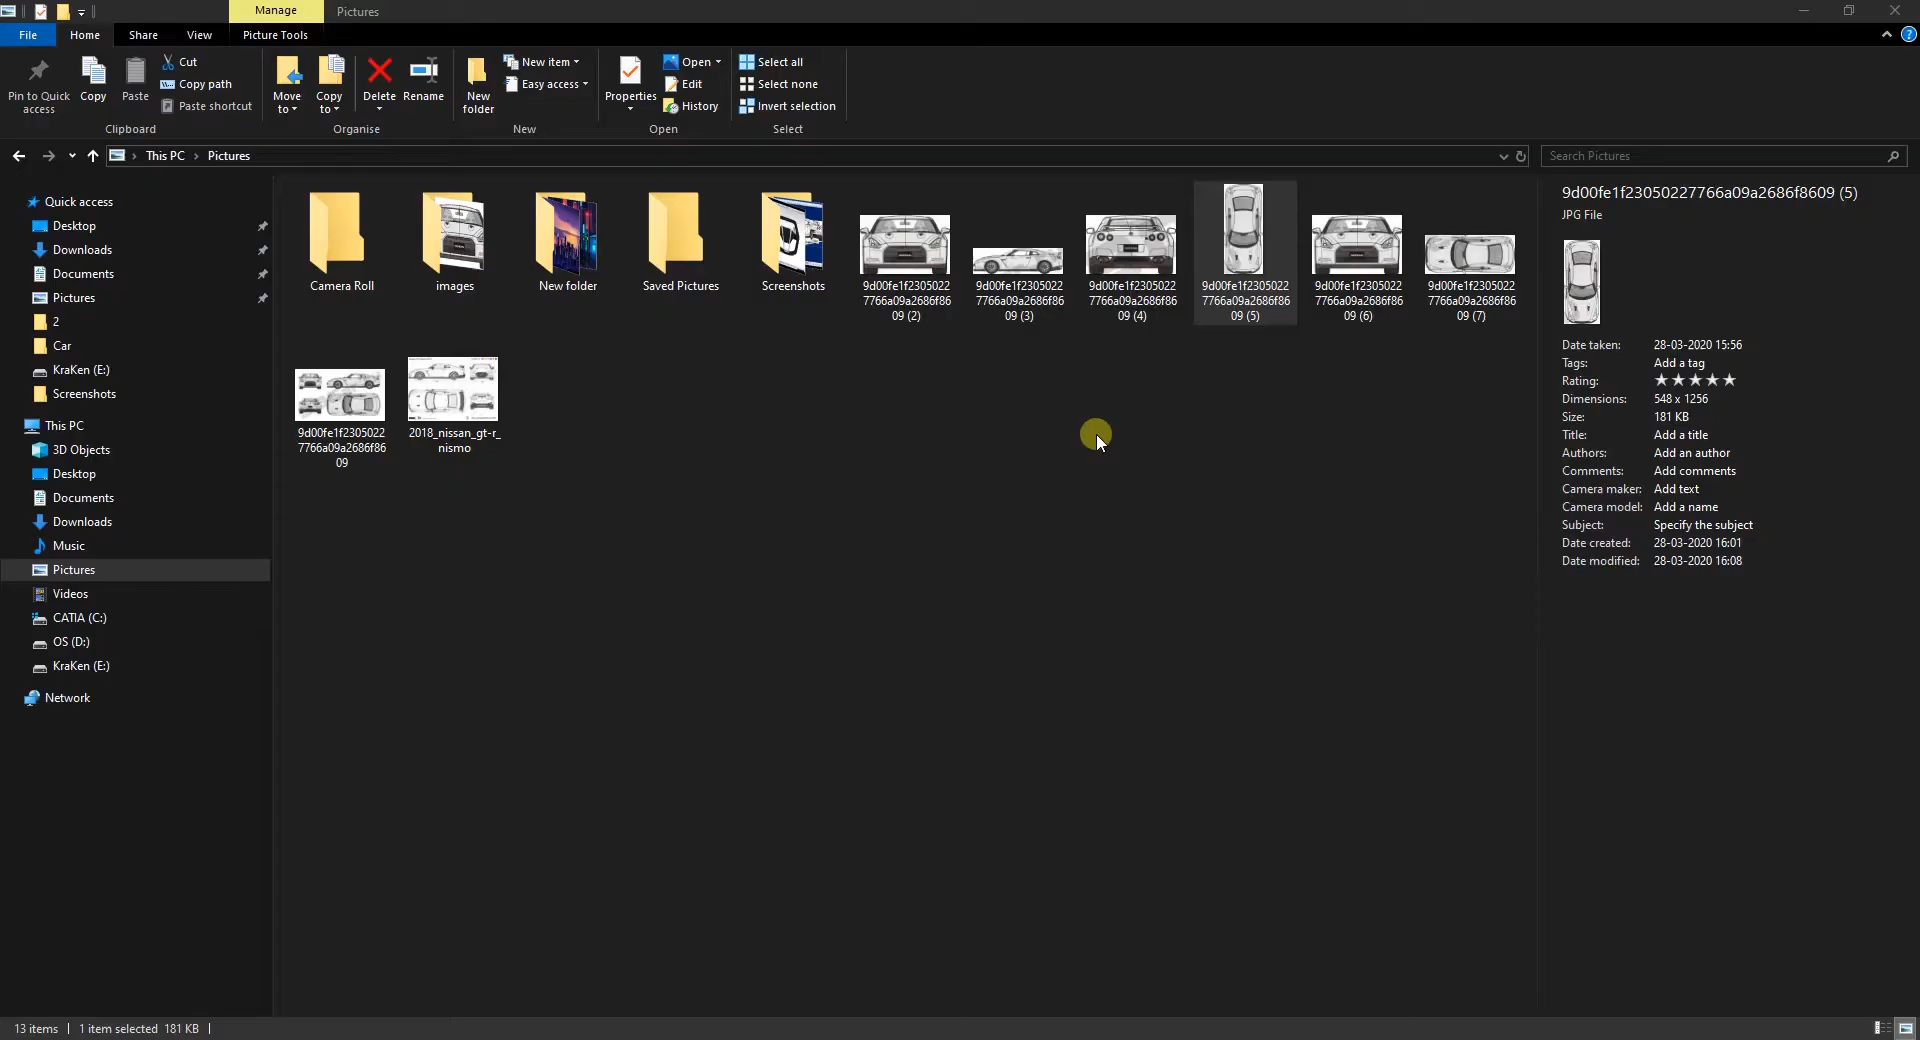 Manage
Pictures
File
Home
Share
View
Picture Tools
Pin to Quick
access
Copy
Paste
Cut
Copy path
Paste shortcut
Clipboard
Move
to
Copy
to
Delete
Rename
Organise
New
folder
New item
Easy access
New
Properties
Open
Edit
History
Open
Select all
Select none
Invert selection
Select
This PC
Pictures
Search Pictures
Quick access
Desktop
Downloads
Documents
Pictures
2
Car
KraKen (E:)
Screenshots
This PC
3D Objects
Desktop
Documents
Downloads
Music
Pictures
Videos
CATIA (C:)
OS (D:)
KraKen (E:)
Network
Camera Roll
images
New folder
Saved Pictures
Screenshots
9d00fe1f2305022
7766a09a2686f86
09 (2)
9d00fe1f2305022
7766a09a2686f86
09 (3)
9d00fe1f2305022
7766a09a2686f86
09 (4)
9d00fe1f2305022
7766a09a2686f86
09 (5)
9d00fe1f2305022
7766a09a2686f86
09 (6)
9d00fe1f2305022
7766a09a2686f86
09 (7)
9d00fe1f2305022
7766a09a2686f86
09
2018_nissan_gt-r_
nismo
9d00fe1f23050227766a09a2686f8609 (5)
JPG File
Date taken: 28-03-2020 15:56
Tags: Add a tag
Rating:
Dimensions: 548 x 1256
Size: 181 KB
Title: Add a title
Authors: Add an author
Comments: Add comments
Camera maker: Add text
Camera model: Add a name
Subject: Specify the subject
Date created: 28-03-2020 16:01
Date modified: 28-03-2020 16:08
13 items
1 item selected 181 KB